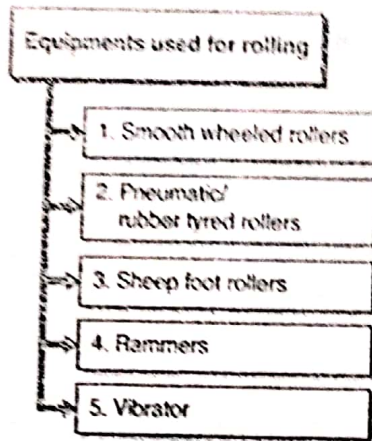 Equipments used for rolling
1. Smooth wheeled rollers
2. Pneumatic/
rubber tyred rollers
3. Sheep foot rollers
4. Rammers
5. Vibrator